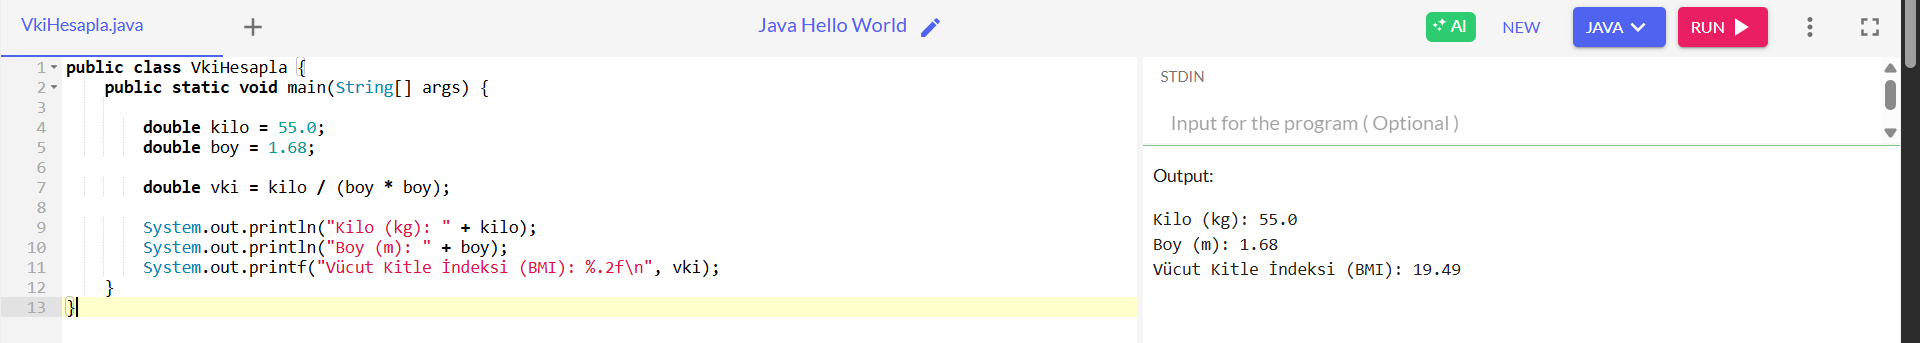 VkiHesapla.java
Java Hello World
AI
NEW
JAVA
RUN
1 public class VkiHesapla {
2 public static void main(String[] args) {
3
4 double kilo = 55.0;
5 double boy = 1.68;
6
7 double vki = kilo / (boy * boy);
8
9 System.out.println("Kilo (kg): " + kilo);
10 System.out.println("Boy (m): " + boy);
11 System.out.printf("Vücut Kitle İndeksi (BMI): %.2f\n", vki);
12 }
13 }
STDIN
Input for the program ( Optional )
Output:
Kilo (kg): 55.0
Boy (m): 1.68
Vücut Kitle İndeksi (BMI): 19.49